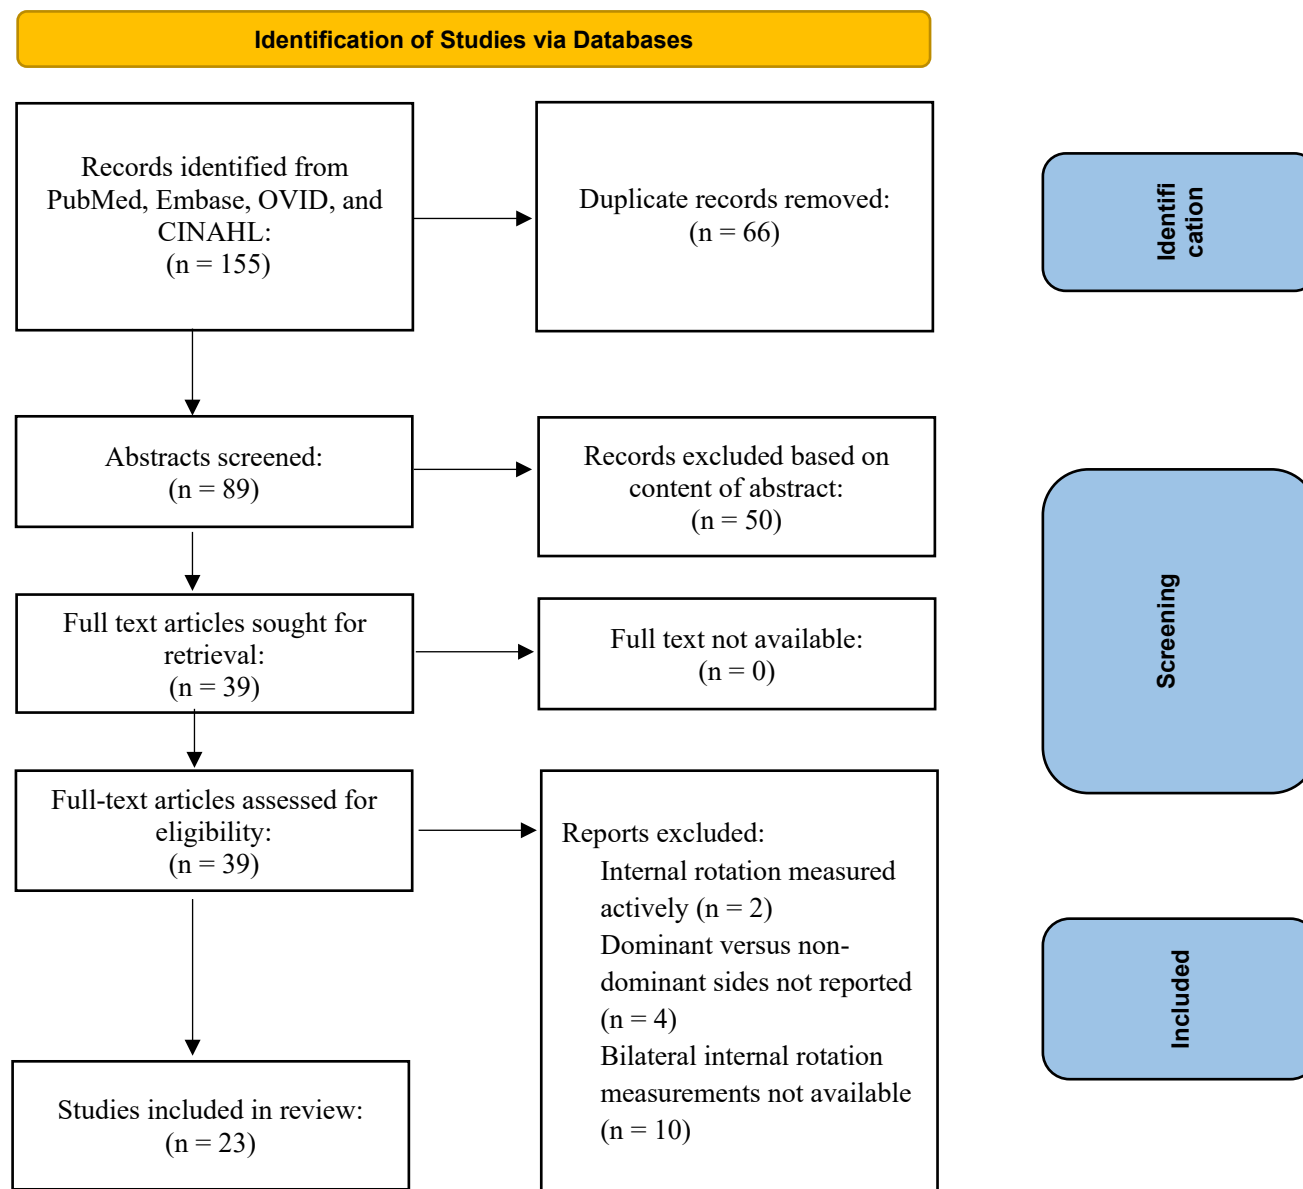 Identification of Studies via Databases
Records identified from
PubMed, Embase, OVID, and
CINAHL:
(n = 155)
Duplicate records removed:
(n = 66)
Identifi
cation
Abstracts screened:
(n = 89)
Records excluded based on
content of abstract:
(n = 50)
Full text articles sought for
retrieval:
(n = 39)
Full text not available:
(n = 0)
Screening
Full-text articles assessed for
eligibility:
(n = 39)
Reports excluded:
Internal rotation measured
actively (n = 2)
Dominant versus non-
dominant sides not reported
(n = 4)
Bilateral internal rotation
measurements not available
(n = 10)
Included
Studies included in review:
(n = 23)